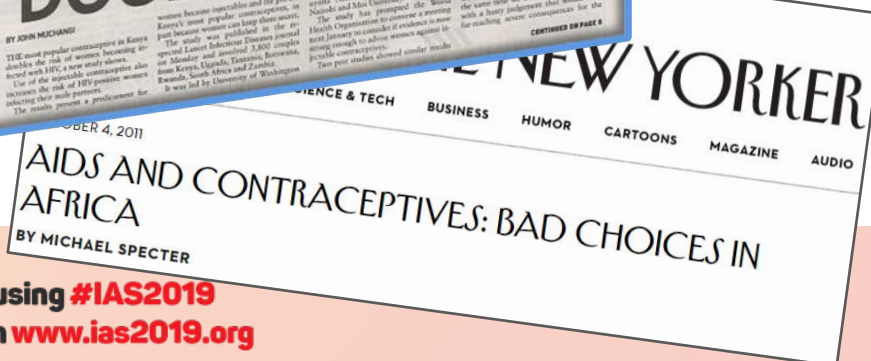 BY JOHN MUCHANGI
THE most popular contraceptive in Kenya
doubles the risk of women becoming in-
fected with HIV, a new study shows.
Use of the injectable contraceptive also
increases the risk of HIV-positive women
infecting their male partners.
The results present a predicament for
women because injectables and the pill
Kenya's most popular contraceptives, in
part because women can keep them secret.
The study was published in the re-
spected Lancet Infectious Diseases journal
on Monday and involved 3,800 couples
from Kenya, Uganda, Tanzania, Botswana,
Rwanda, South Africa and Zambia.
It was led by University of Washington
Nairobi and Moi
The study has prompted the World
Health Organization to convene a meeting
next January to consider if evidence is now
strong enough to advise women against in-
jectable contraceptives.
Two past studies showed similar results
the same time
with a hasty judgement that
far-reaching severe consequences for the
CONTINUED ON PAGE 6
NEW YORKER
SCIENCE & TECH BUSINESS HUMOR CARTOONS MAGAZINE AUDIO
OBER 4, 2011
AIDS AND CONTRACEPTIVES: BAD CHOICES IN
AFRICA
BY MICHAEL SPECTER
using #IAS2019
www.ias2019.org